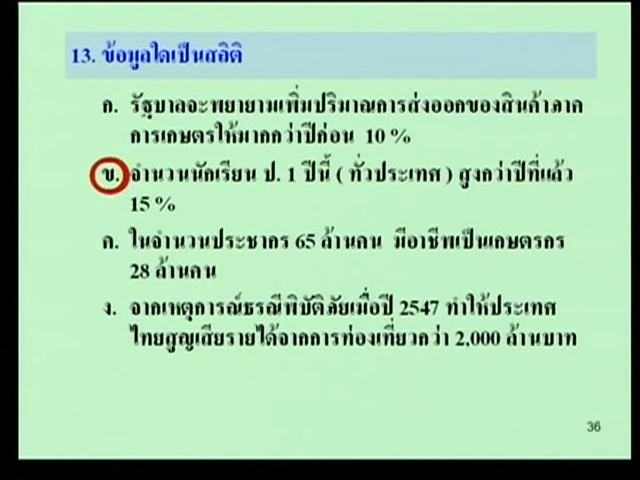 13. ข้อมูลใดเป็นสถิติ
ก. รัฐบาลจะพยายามเพิ่มปริมาณการส่งออกของสินค้าภาค
การเกษตรให้มากกว่าปีก่อน 10 %
ข. จำนวนนักเรียน ป. 1 ปีนี้ ( ทั่วประเทศ ) สูงกว่าปีที่แล้ว
15 %
ค. ในจำนวนประชากร 65 ล้านคน มีอาชีพเป็นเกษตรกร
28 ล้านคน
ง. จากเหตุการณ์ธรณีพิบัติภัยเมื่อปี 2547 ทำให้ประเทศ
ไทยสูญเสียรายได้จากการท่องเที่ยวกว่า 2,000 ล้านบาท
36